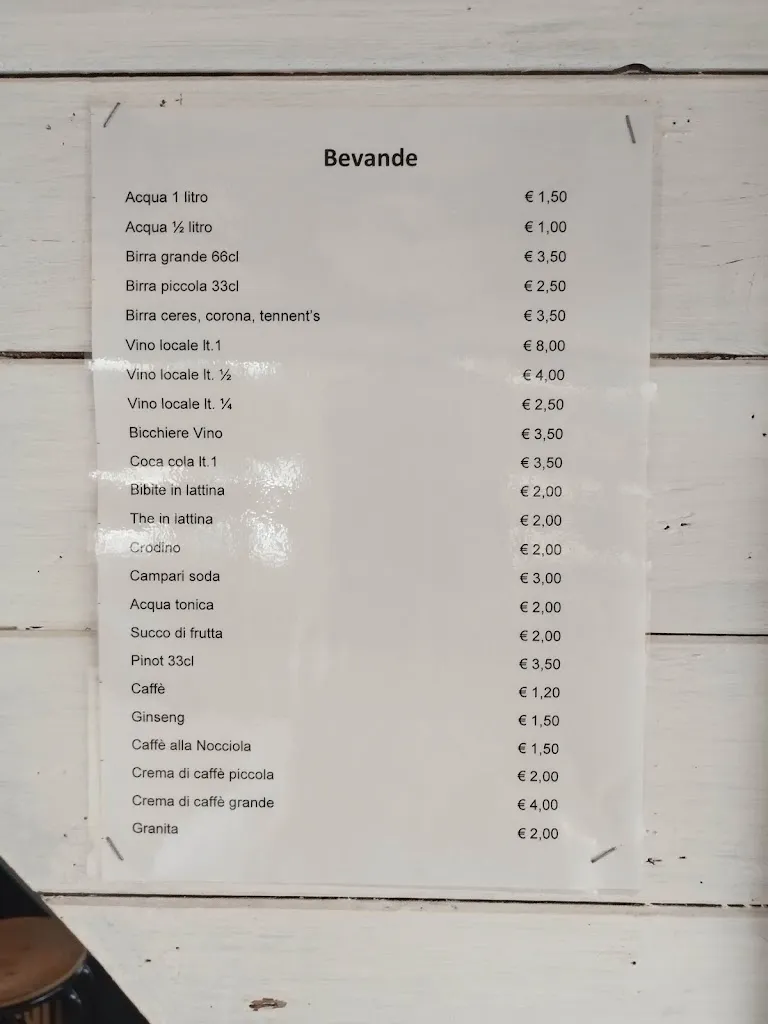 Bevande
Acqua 1 litro € 1,50
Acqua ½ litro € 1,00
Birra grande 66cl € 3,50
Birra piccola 33cl € 2,50
Birra ceres, corona, tennent's € 3,50
Vino locale lt.1 € 8,00
Vino locale lt. ½ € 4,00
Vino locale lt. ¼ € 2,50
Bicchiere Vino € 3,50
Coca cola lt.1 € 3,50
Bibite in lattina € 2,00
The in lattina € 2,00
Crodino € 2,00
Campari soda € 3,00
Acqua tonica € 2,00
Succo di frutta € 2,00
Pinot 33cl € 3,50
Caffè € 1,20
Ginseng € 1,50
Caffè alla Nocciola € 1,50
Crema di caffè piccola € 2,00
Crema di caffè grande € 4,00
Granita € 2,00